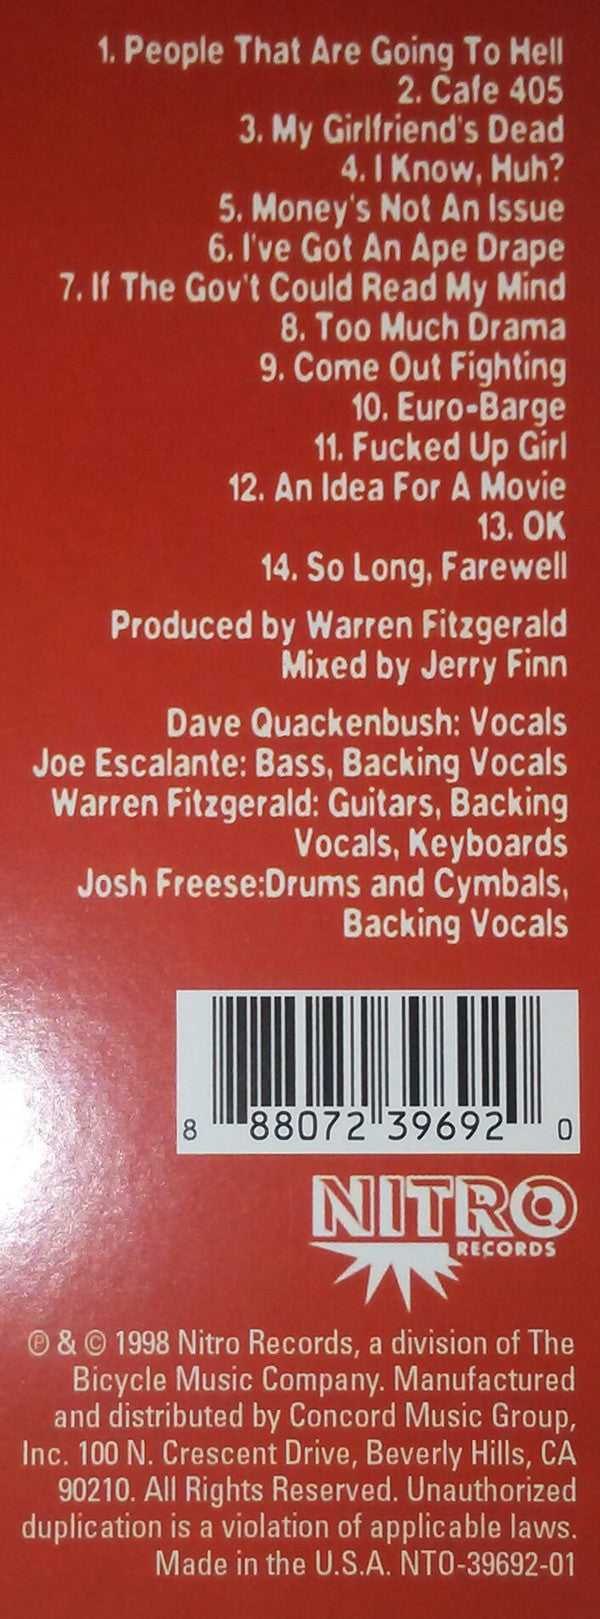 1. People That Are Going To Hell
2. Cafe 405
3. My Girlfriend's Dead
4. I Know, Huh?
5. Money's Not An Issue
6. I've Got An Ape Drape
7. If The Gov't Could Read My Mind
8. Too Much Drama
9. Come Out Fighting
10. Euro-Barge
11. Fucked Up Girl
12. An Idea For A Movie
13. OK
14. So Long, Farewell
Produced by Warren Fitzgerald
Mixed by Jerry Finn
Dave Quackenbush: Vocals
Joe Escalante: Bass, Backing Vocals
Warren Fitzgerald: Guitars, Backing
Vocals, Keyboards
Josh Freese:Drums and Cymbals,
Backing Vocals
8 88072 39692 0
NITRO
RECORDS
℗ & © 1998 Nitro Records, a division of The
Bicycle Music Company. Manufactured
and distributed by Concord Music Group,
Inc. 100 N. Crescent Drive, Beverly Hills, CA
90210. All Rights Reserved. Unauthorized
duplication is a violation of applicable laws.
Made in the U.S.A. NTO-39692-01